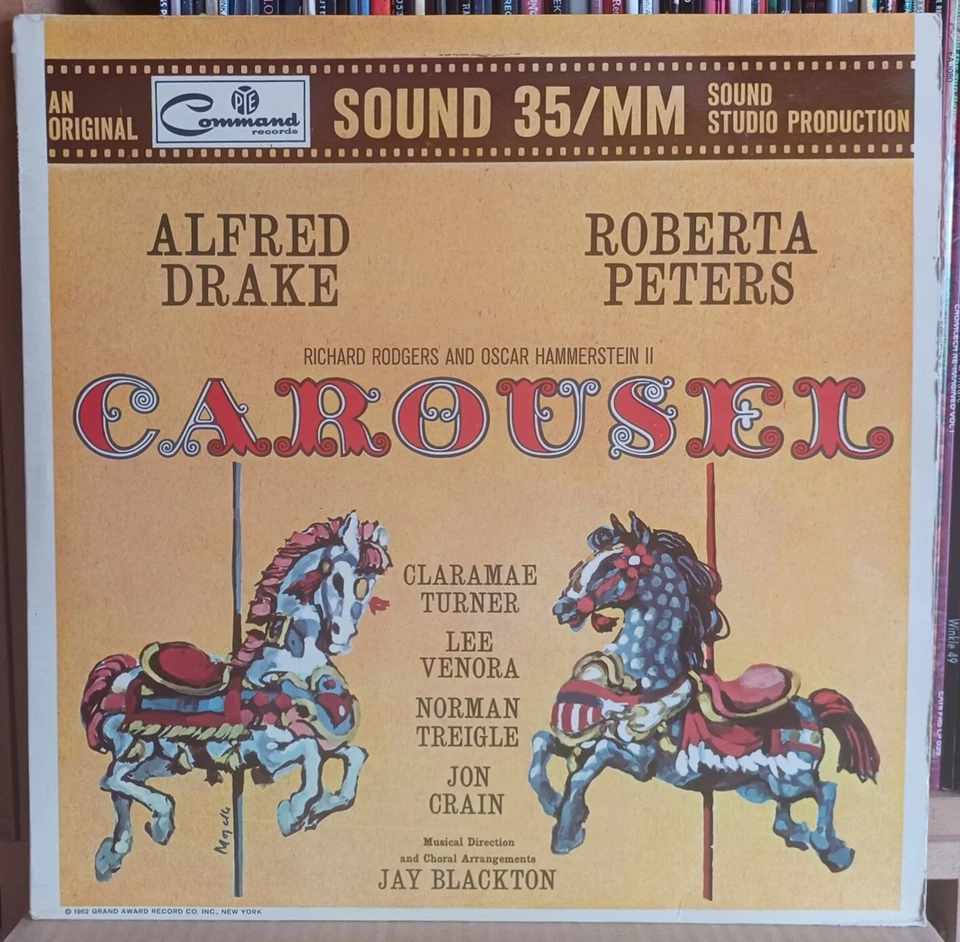 AN
ORIGINAL
PYE
Command
records
SOUND 35/MM
SOUND
STUDIO PRODUCTION
ALFRED
DRAKE
ROBERTA
PETERS
RICHARD RODGERS AND OSCAR HAMMERSTEIN II
CAROUSEL
CLARAMAE
TURNER
LEE
VENORA
NORMAN
TREIGLE
JON
CRAIN
Musical Direction
and Choral Arrangements
JAY BLACKTON
© 1962 GRAND AWARD RECORD CO. INC., NEW YORK
Winkie 49